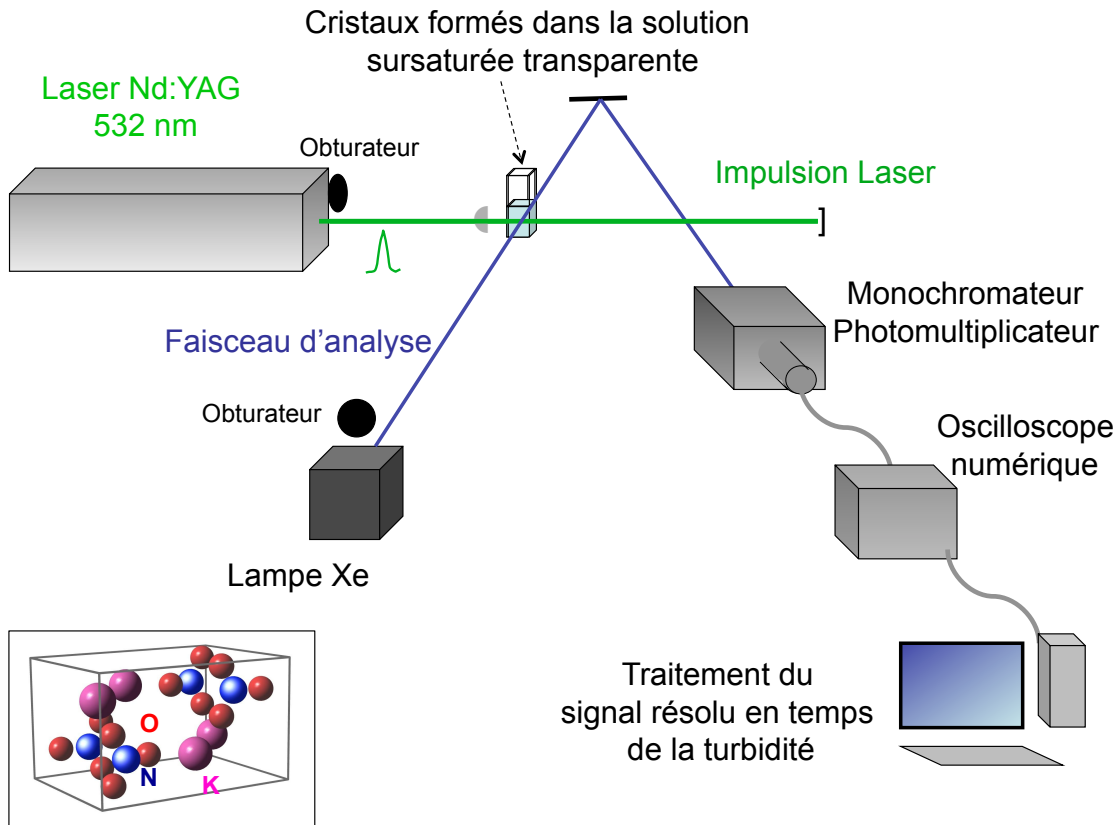 Cristaux formés dans la solution
sursaturée transparente
Laser Nd:YAG
532 nm
Obturateur
Impulsion Laser
Monochromateur
Photomultiplicateur
Faisceau d’analyse
Obturateur
Oscilloscope
numérique
Lampe Xe
Traitement du
signal résolu en temps
de la turbidité
O
N
K